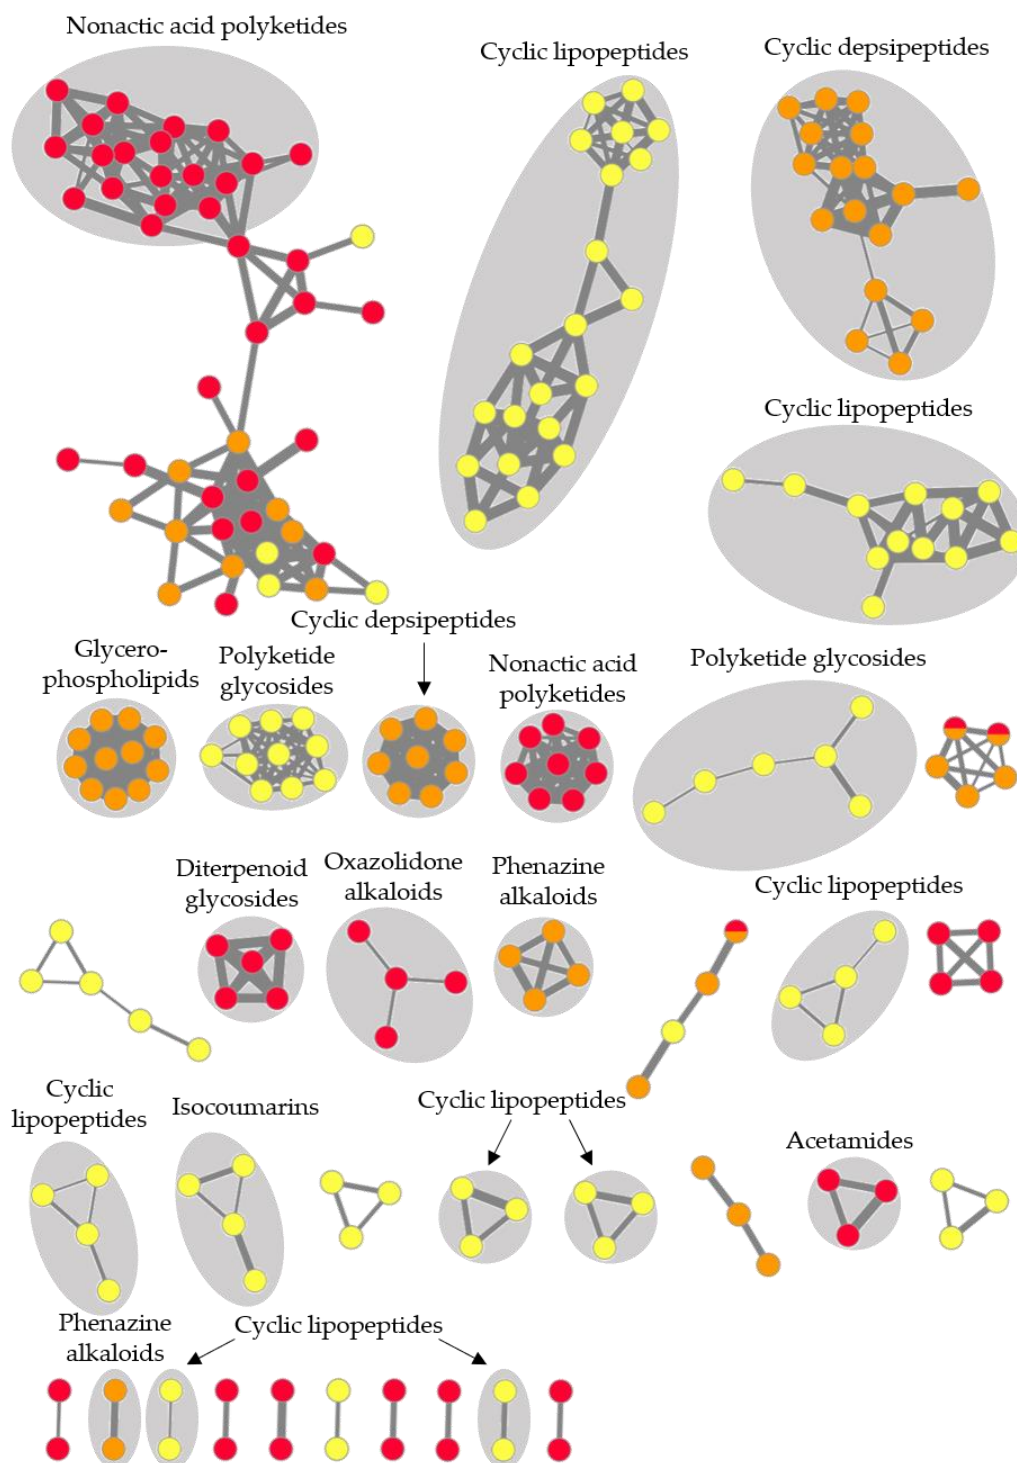 Nonactic acid polyketides
Cyclic lipopeptides
Cyclic depsipeptides
Cyclic lipopeptides
Cyclic depsipeptides
Glycero-
phospholipids
Polyketide
glycosides
Nonactic acid
polyketides
Polyketide glycosides
Diterpenoid
glycosides
Oxazolidone
alkaloids
Phenazine
alkaloids
Cyclic lipopeptides
Cyclic
lipopeptides
Isocoumarins
Cyclic lipopeptides
Acetamides
Phenazine
alkaloids
Cyclic lipopeptides